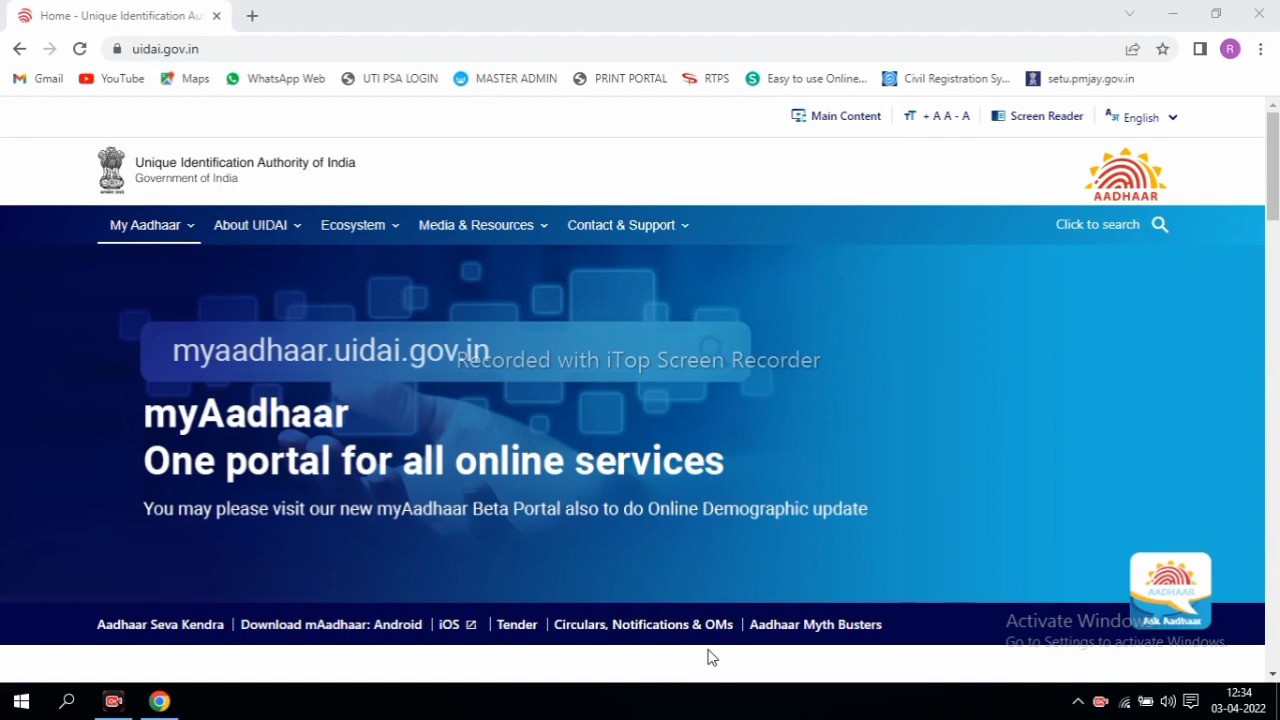 Home - Unique Identification Au
uidai.gov.in
R
Gmail YouTube Maps WhatsApp Web UTI PSA LOGIN MASTER ADMIN PRINT PORTAL RTPS Easy to use Online... Civil Registration Sy... setu.pmjay.gov.in
Main Content + A A - A Screen Reader English
Unique Identification Authority of India
Government of India
AADHAAR
My Aadhaar About UIDAI Ecosystem Media & Resources Contact & Support Click to search
myaadhaar.uidai.gov.in
Recorded with iTop Screen Recorder
myAadhaar
One portal for all online services
You may please visit our new myAadhaar Beta Portal also to do Online Demographic update
AADHAAR
Ask Aadhaar
Aadhaar Seva Kendra | Download mAadhaar: Android | iOS | Tender | Circulars, Notifications & OMs | Aadhaar Myth Busters
Activate Windows
Go to Settings to activate Windows.
12:34
03-04-2022